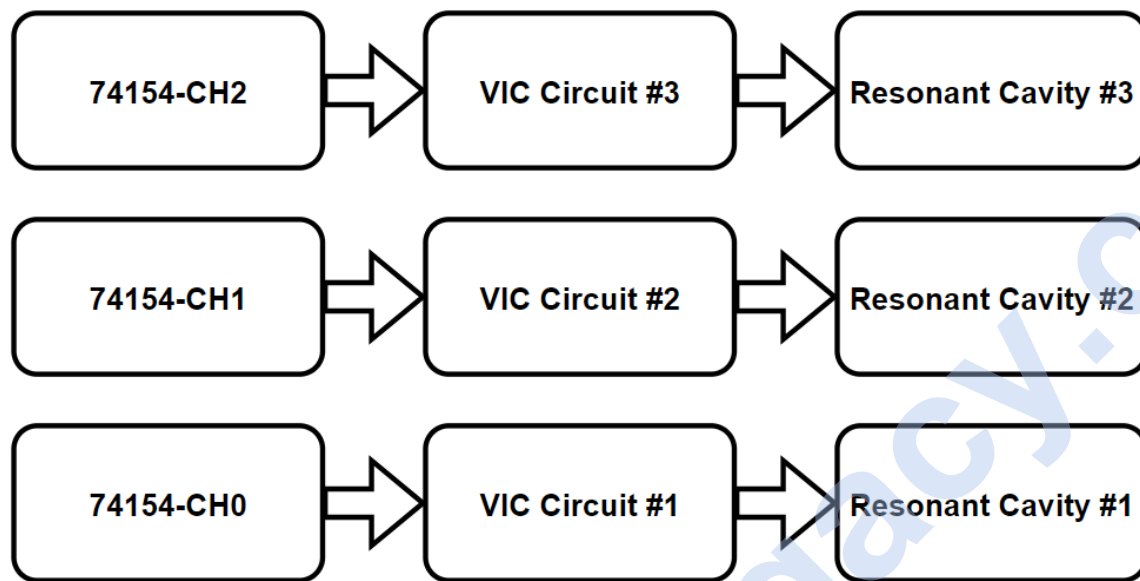 74154-CH2 VIC Circuit #3 Resonant Cavity #3
74154-CH1 VIC Circuit #2 Resonant Cavity #2
74154-CH0 VIC Circuit #1 Resonant Cavity #1